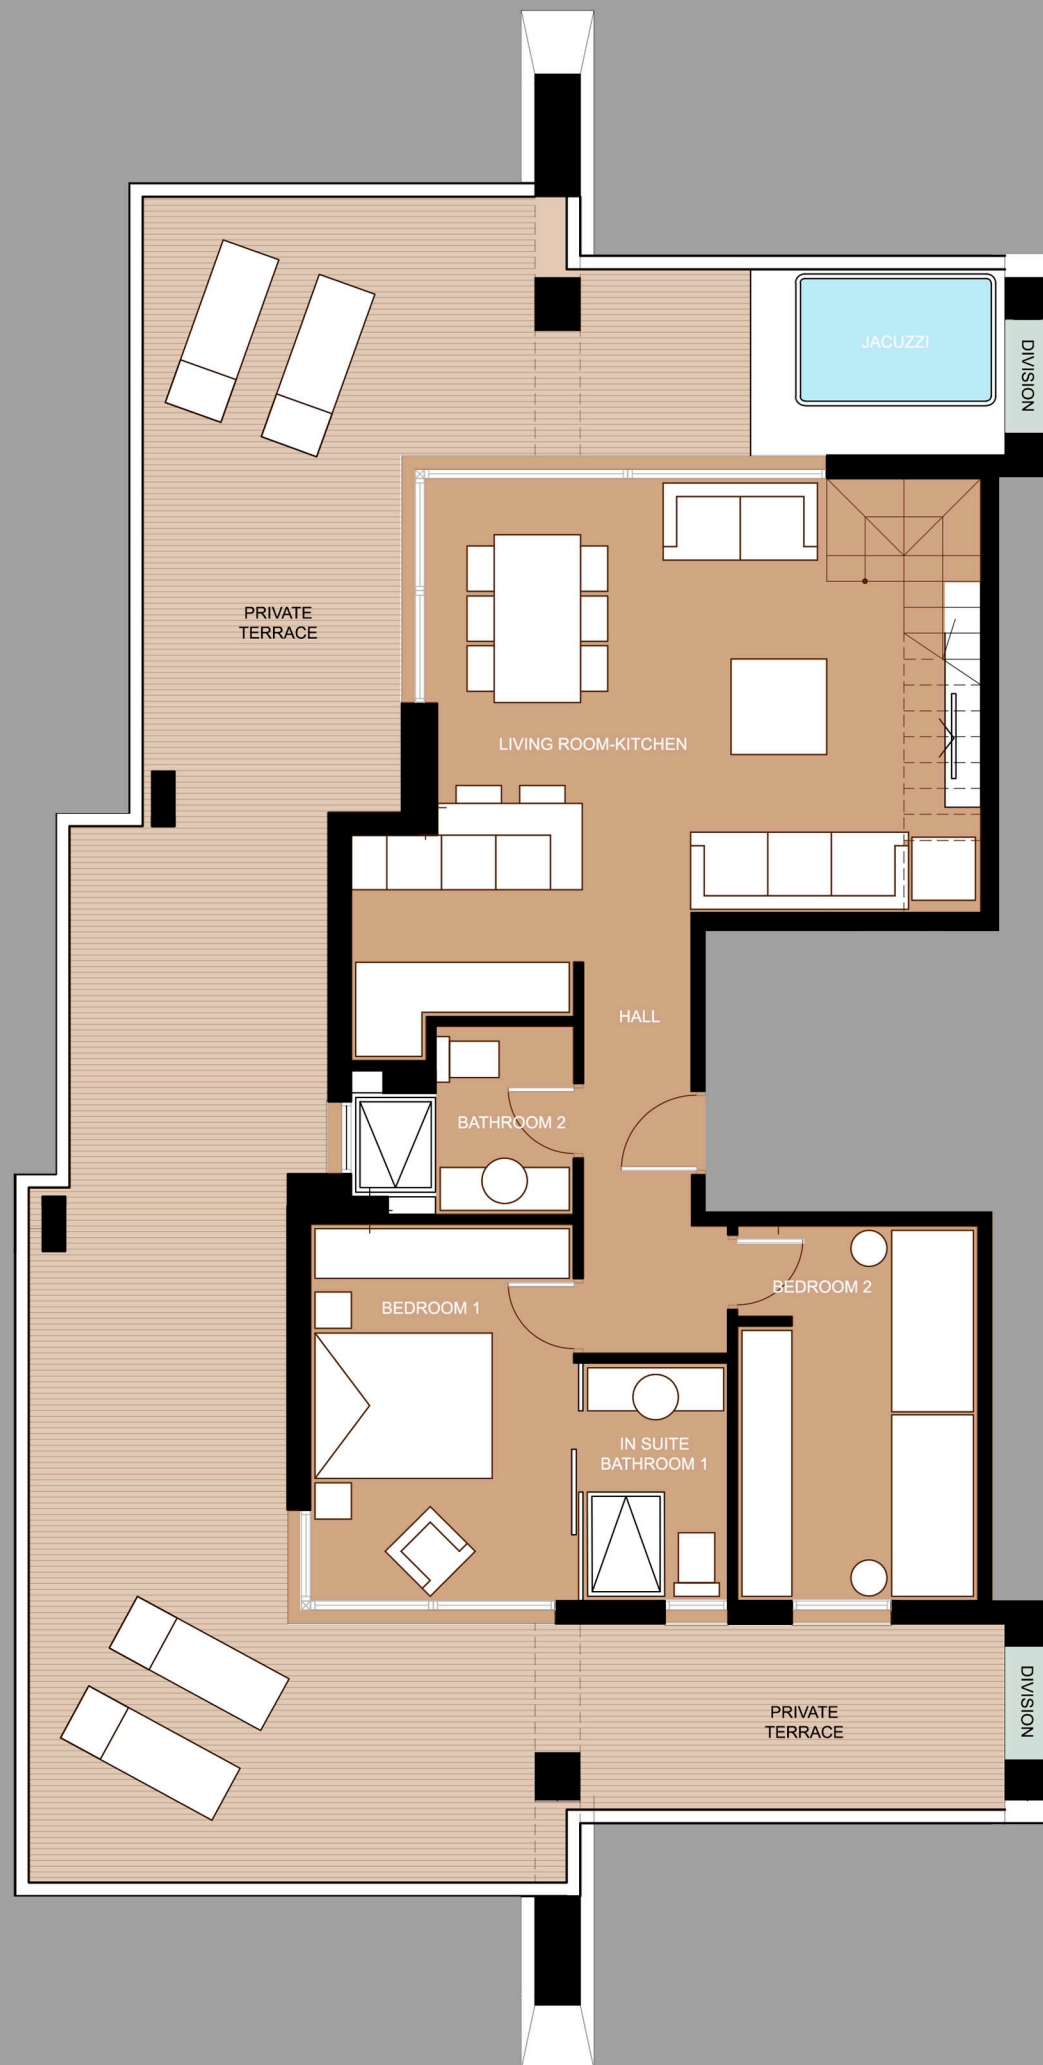 JACUZZI
DIVISION
PRIVATE
TERRACE
LIVING ROOM-KITCHEN
HALL
BATHROOM 2
BEDROOM 2
BEDROOM 1
IN SUITE
BATHROOM 1
DIVISION
PRIVATE
TERRACE